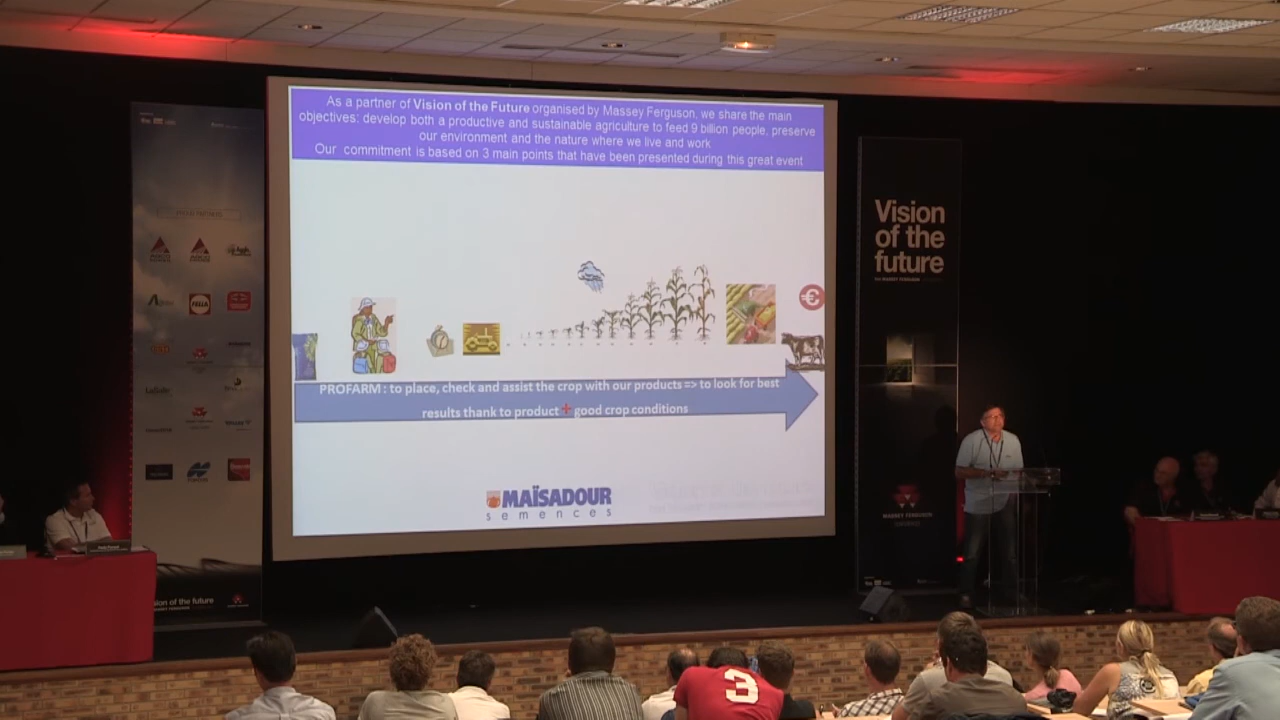 As a partner of Vision of the Future organised by Massey Ferguson, we share the main
objectives: develop both a productive and sustainable agriculture to feed 9 billion people, preserve
our environment and the nature where we live and work
Our commitment is based on 3 main points that have been presented during this great event
PROFARM : to place, check and assist the crop with our products => to look for best
results thank to product + good crop conditions
MAÏSADOUR
semences
Vision
of the
future
MASSEY FERGUSON
FELLA
vision of the future
3